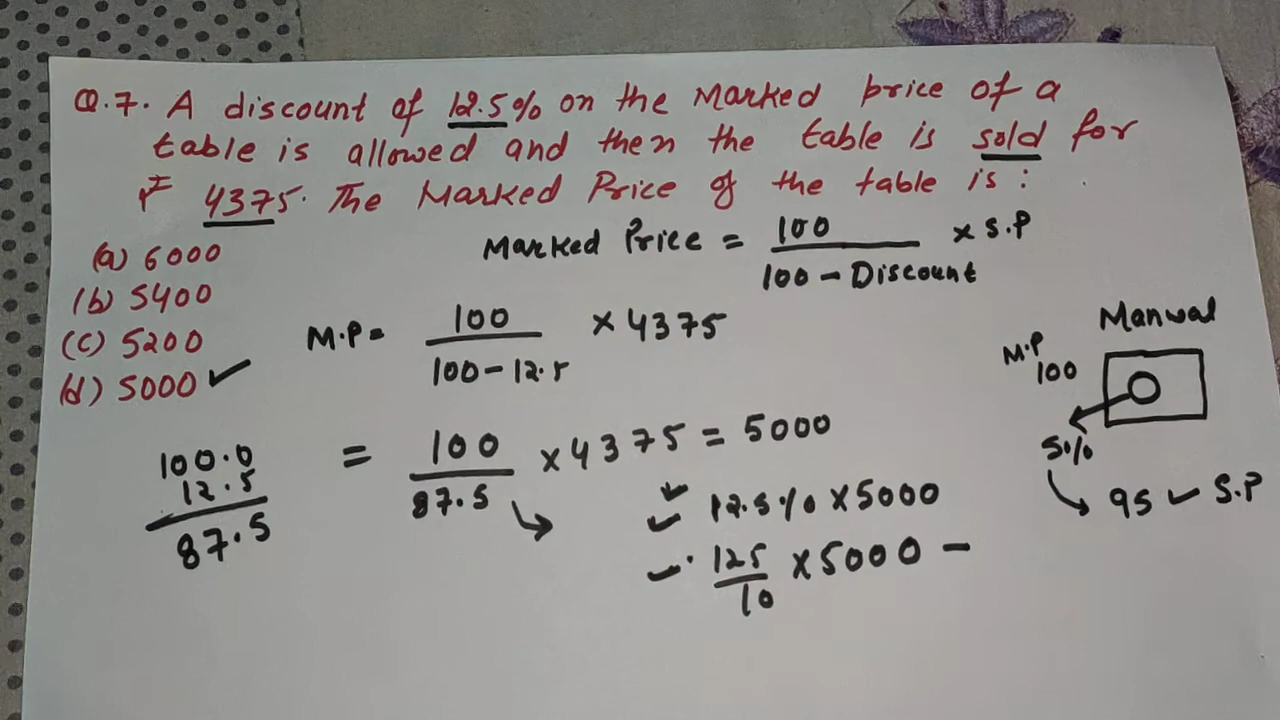 Q.7. A discount of 12.5% on the Marked price of a
table is allowed and then the table is sold for
₹ 4375. The Marked Price of the table is :
(a) 6000
(b) 5400
(c) 5200
(d) 5000 ✓
Marked Price = 100 / 100 - Discount × S.P
M.P = 100 / 100 - 12.5 × 4375
= 100 / 87.5 × 4375 = 5000
100.0
12.5
87.5
✓ 12.5% × 5000
✓ 125 / 10 × 5000 -
Manual
M.P
100
5%
95 ✓ S.P